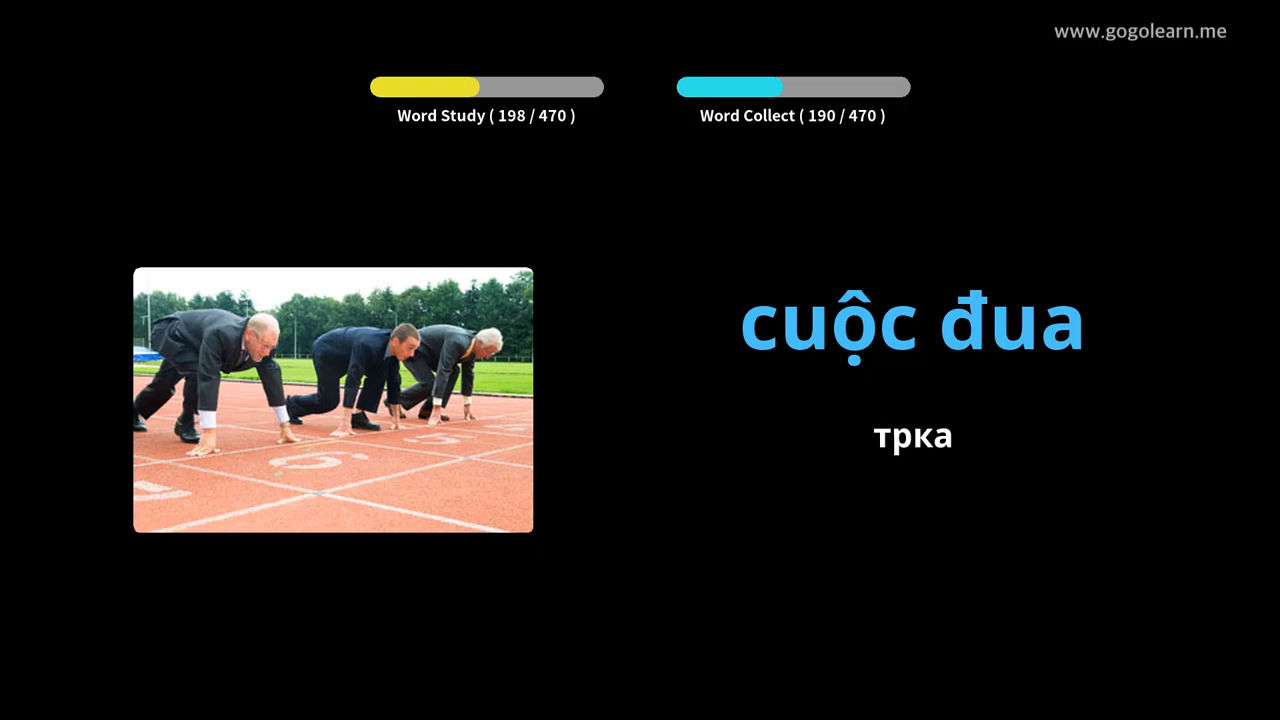 www.gogolearn.me
Word Study ( 198 / 470 )
Word Collect ( 190 / 470 )
cuộc đua
трка